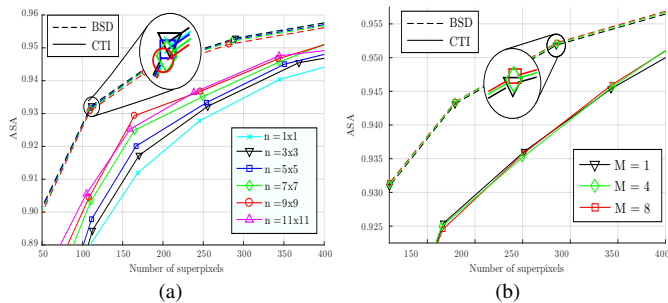 BSD
CTI
0.96
0.95
0.94
0.93
0.92
0.91
0.90
0.89
ASA
n = 1x1
n = 3x3
n = 5x5
n = 7x7
n = 9x9
n = 11x11
50 100 150 200 250 300 350 400
Number of superpixels
(a)
BSD
CTI
0.955
0.95
0.945
0.94
0.935
0.93
0.925
ASA
M = 1
M = 4
M = 8
150 200 250 300 350 400
Number of superpixels
(b)